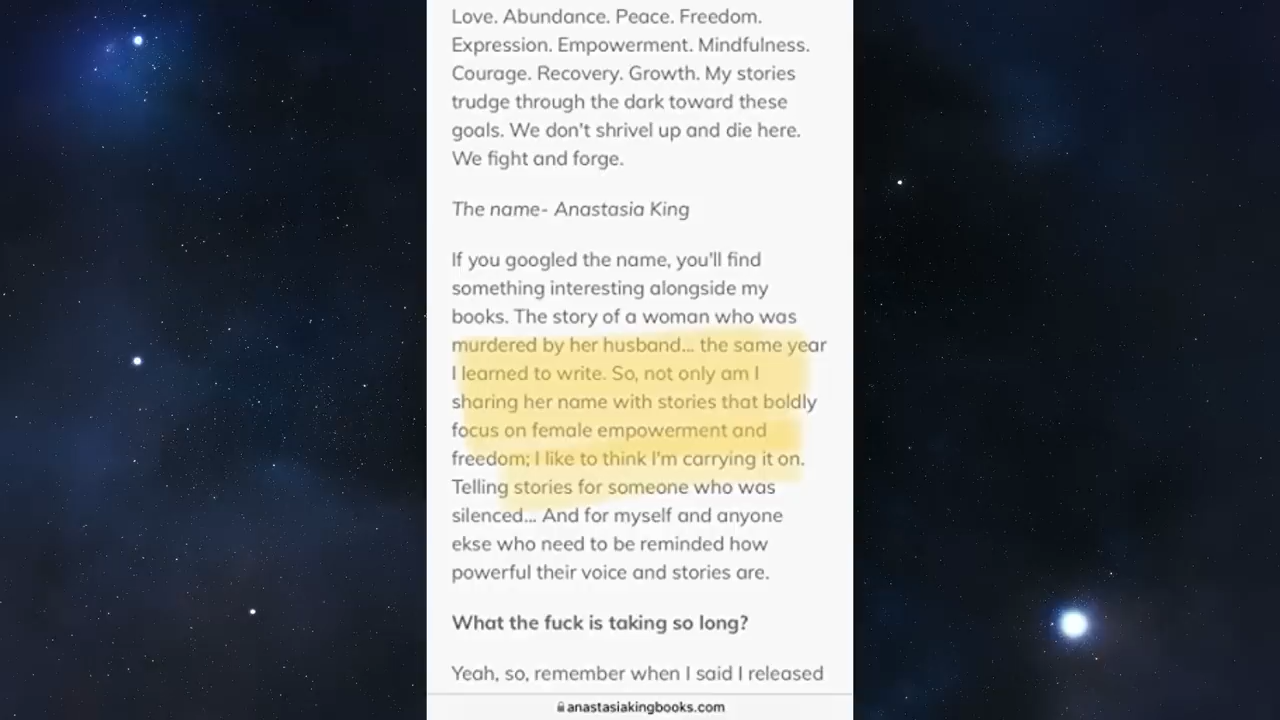 Love. Abundance. Peace. Freedom.
Expression. Empowerment. Mindfulness.
Courage. Recovery. Growth. My stories
trudge through the dark toward these
goals. We don't shrivel up and die here.
We fight and forge.
The name- Anastasia King
If you googled the name, you'll find
something interesting alongside my
books. The story of a woman who was
murdered by her husband... the same year
I learned to write. So, not only am I
sharing her name with stories that boldly
focus on female empowerment and
freedom; I like to think I'm carrying it on.
Telling stories for someone who was
silenced... And for myself and anyone
ekse who need to be reminded how
powerful their voice and stories are.
What the fuck is taking so long?
Yeah, so, remember when I said I released
anastasiakingbooks.com